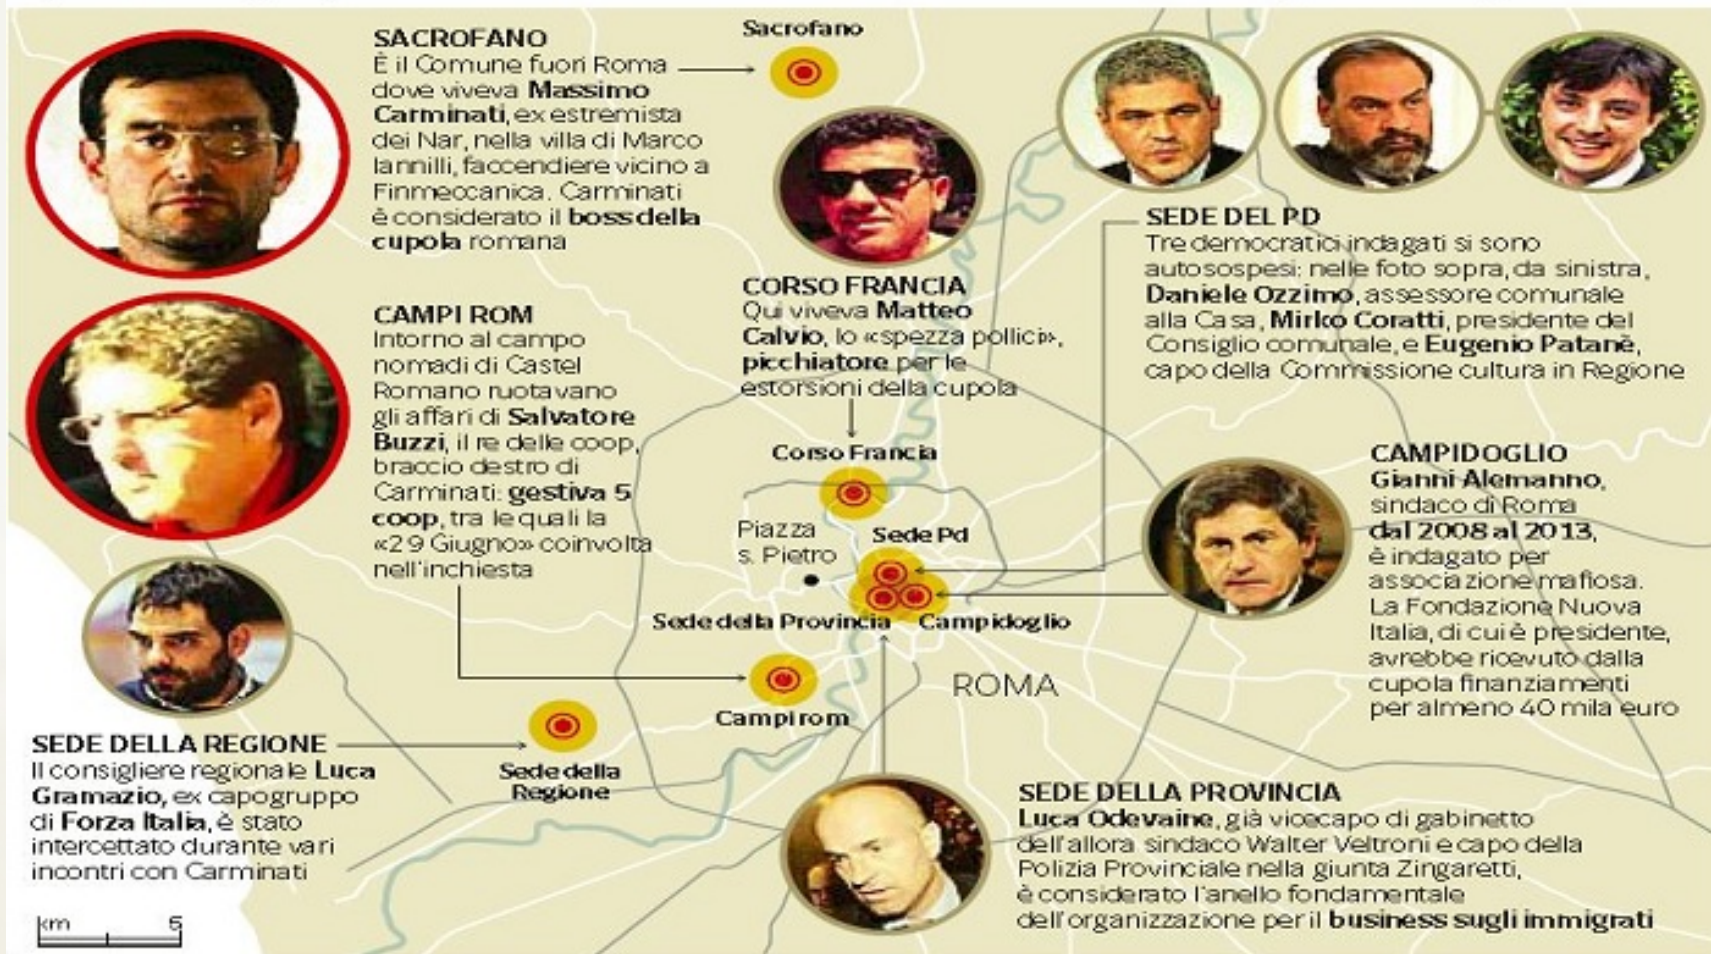 SACROFANO
È il Comune fuori Roma
dove viveva Massimo
Carminati, ex estremista
dei Nar, nella villa di Marco
Iannilli, faccendiere vicino a
Finmeccanica. Carminati
è considerato il boss della
cupola romana
Sacrofano
CORSO FRANCIA
Qui viveva Matteo
Calvio, lo «spezza pollici»,
picchiatore per le
estorsioni della cupola
Corso Francia
SEDE DEL PD
Tre democratici indagati si sono
autosospesi: nelle foto sopra, da sinistra,
Daniele Ozzimo, assessore comunale
alla Casa, Mirko Coratti, presidente del
Consiglio comunale, e Eugenio Patanè,
capo della Commissione cultura in Regione
CAMPI ROM
Intorno al campo
nomadi di Castel
Romano ruotavano
gli affari di Salvatore
Buzzi, il re delle coop,
braccio destro di
Carminati: gestiva 5
coop, tra le quali la
«29 Giugno» coinvolta
nell'inchiesta
CAMPIDOGLIO
Gianni Alemanno,
sindaco di Roma
dal 2008 al 2013,
è indagato per
associazione mafiosa.
La Fondazione Nuova
Italia, di cui è presidente,
avrebbe ricevuto dalla
cupola finanziamenti
per almeno 40 mila euro
Piazza
s. Pietro
Sede Pd
Sede della Provincia
Campidoglio
ROMA
Campi rom
Sede della
Regione
SEDE DELLA REGIONE
Il consigliere regionale Luca
Gramazio, ex capogruppo
di Forza Italia, è stato
intercettato durante vari
incontri con Carminati
SEDE DELLA PROVINCIA
Luca Odevaine, già vicecapo di gabinetto
dell'allora sindaco Walter Veltroni e capo della
Polizia Provinciale nella giunta Zingaretti,
è considerato l'anello fondamentale
dell'organizzazione per il business sugli immigrati
km 5